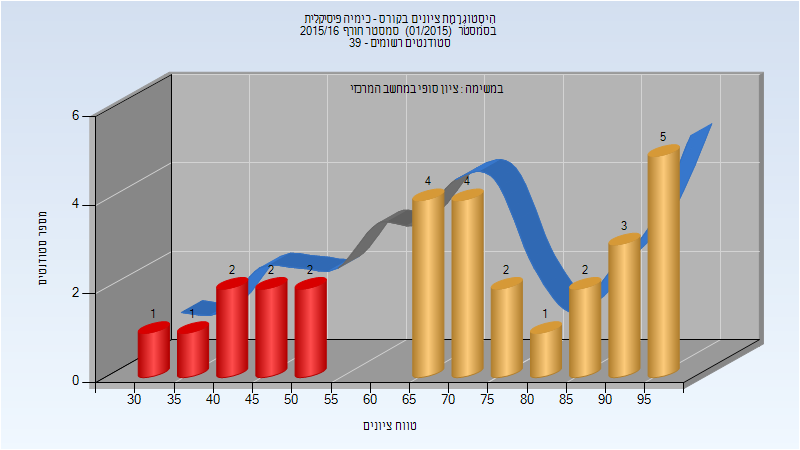 היסטוגרמת ציונים בקורס - כימיה פיסיקלית
בסמסטר (01/2015) סמסטר חורף 2015/16
סטודנטים רשומים - 39
במשימה : ציון סופי במחשב המרכזי
מספר סטודנטים
6
4
2
0
1
1
2
2
2
4
4
2
1
2
3
5
30 35 40 45 50 55 60 65 70 75 80 85 90 95
טווח ציונים